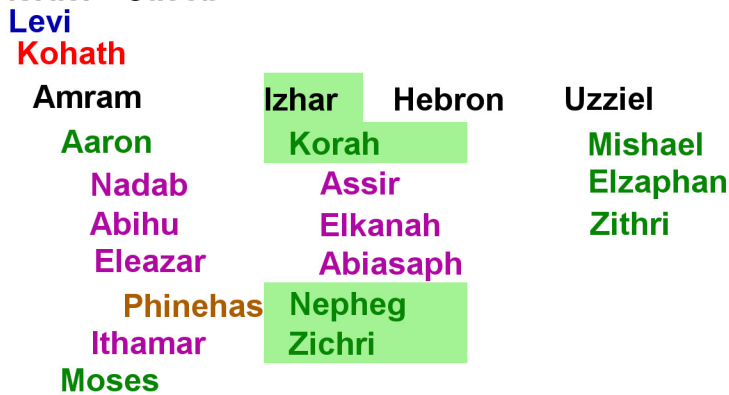 Levi
Kohath
Amram Izhar Hebron Uzziel
Aaron Korah Mishael
Nadab Assir Elzaphan
Abihu Elkanah Zithri
Eleazar Abiasaph
Phinehas Nepheg
Ithamar Zichri
Moses